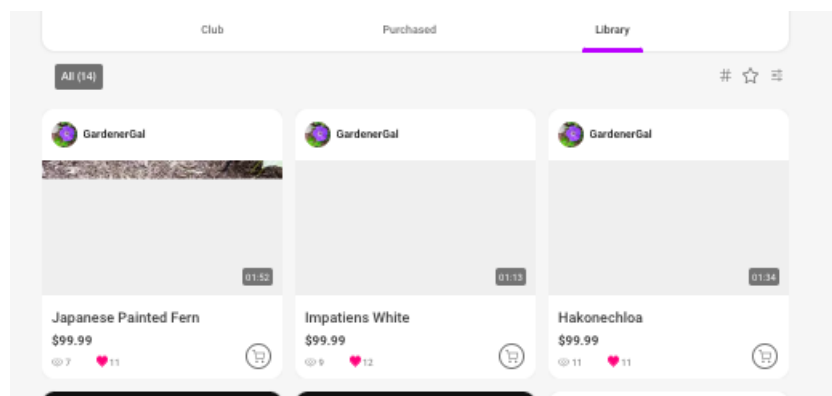 Club Purchased Library
All (14)
GardenerGal GardenerGal GardenerGal
01:52 01:13 01:34
Japanese Painted Fern Impatiens White Hakonechloa
$99.99 $99.99 $99.99
7 11 9 12 11 11